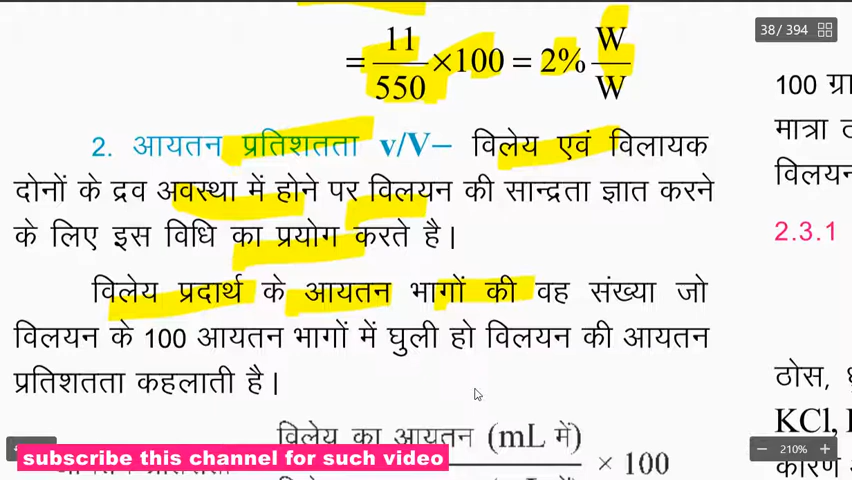 = 11/550 ×100 = 2% W/W
38 / 394
2. आयतन प्रतिशतता v/V– विलेय एवं विलायक
दोनों के द्रव अवस्था में होने पर विलयन की सान्द्रता ज्ञात करने
के लिए इस विधि का प्रयोग करते है।
विलेय प्रदार्थ के आयतन भागों की वह संख्या जो
विलयन के 100 आयतन भागों में घुली हो विलयन की आयतन
प्रतिशतता कहलाती है।
विलेय का आयतन (mL में)
× 100
100
मात्रा
2.3.1
ठोस,
KCl,
कारण
210%
subscribe this channel for such video